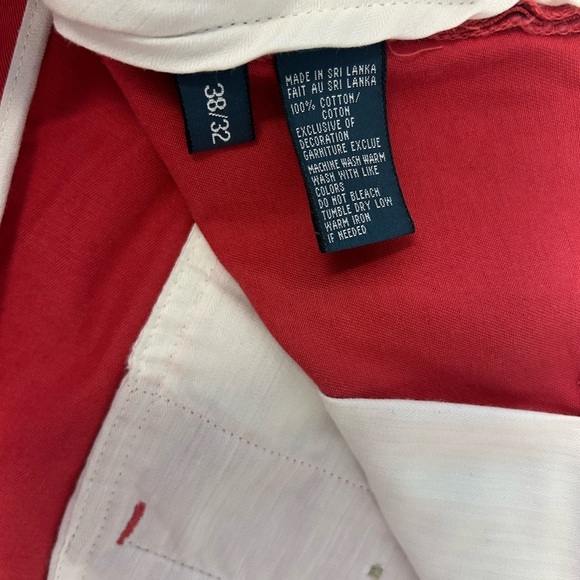 38/32
MADE IN SRI LANKA
FAIT AU SRI LANKA
100% COTTON/
COTON
EXCLUSIVE OF
DECORATION
GARNITURE EXCLUE
MACHINE WASH WARM
WASH WITH LIKE
COLORS
DO NOT BLEACH
TUMBLE DRY LOW
WARM IRON
IF NEEDED